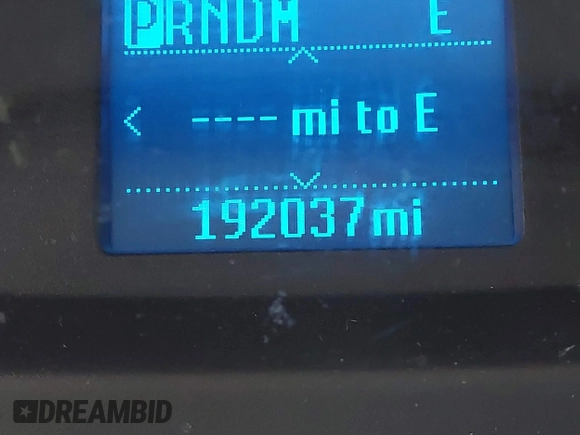 PRNDM E
< ---- mi to E
192037mi
DREAMBID